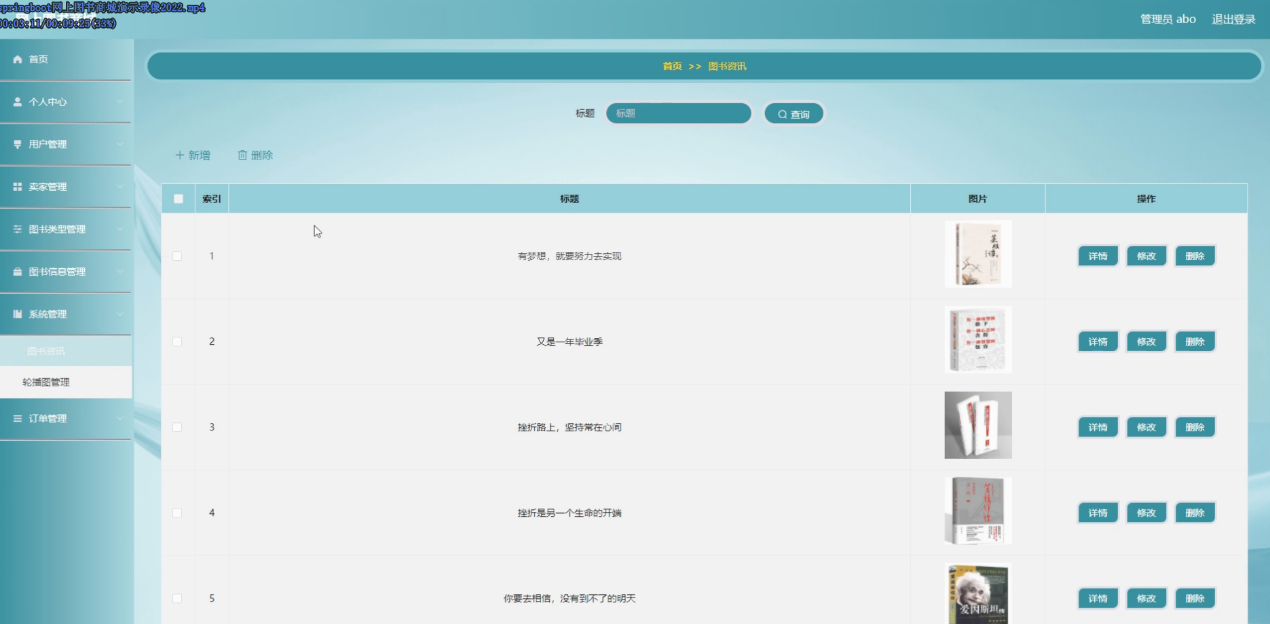 springboot网上图书商城演示录像2022.mp4
00:03:11/00:09:25(33%)
管理员 abo 退出登录
首页
个人中心
用户管理
卖家管理
图书类型管理
图书信息管理
系统管理
图书资讯
轮播图管理
订单管理
首页 >> 图书资讯
标题 标题 查询
新增 删除
索引 标题 图片 操作
1 有梦想，就要努力去实现 详情 修改 删除
2 又是一年毕业季 详情 修改 删除
3 挫折路上，坚持常在心间 详情 修改 删除
4 挫折是另一个生命的开端 详情 修改 删除
5 你要去相信，没有到不了的明天 爱因斯坦传 详情 修改 删除